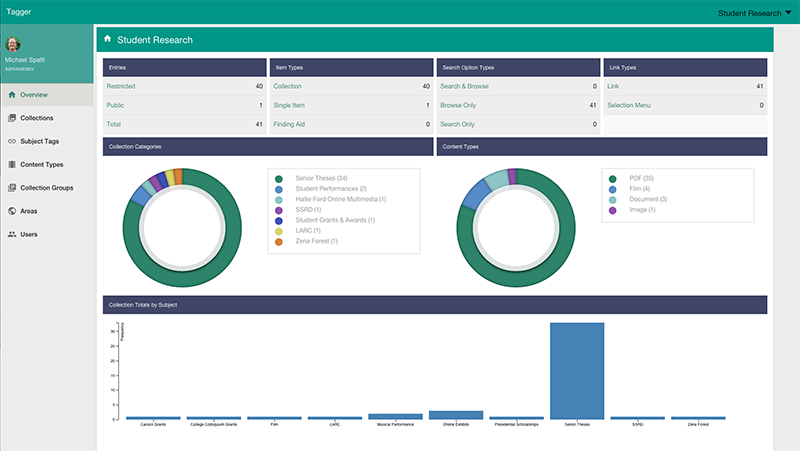 Tagger
Student Research
Michael Spalti
Administrator
Overview
Collections
Subject Tags
Content Types
Collection Groups
Areas
Users
Student Research
Entries
Restricted 40
Public 1
Total 41
Item Types
Collection 40
Single Item 1
Finding Aid 0
Search Option Types
Search & Browse 0
Browse Only 41
Search Only 0
Link Types
Link 41
Selection Menu 0
Collection Categories
Senior Theses (34)
Student Performances (2)
Hallie Ford Online Multimedia (1)
SSRD (1)
Student Grants & Awards (1)
LARC (1)
Zena Forest (1)
Content Types
PDF (35)
Film (4)
Document (3)
Image (1)
Collection Totals by Subject
Frequency
30
25
20
15
10
5
0
Carson Grants
College Colloquium Grants
Film
LARC
Musical Performance
Online Exhibits
Presidential Scholarships
Senior Theses
SSRD
Zena Forest